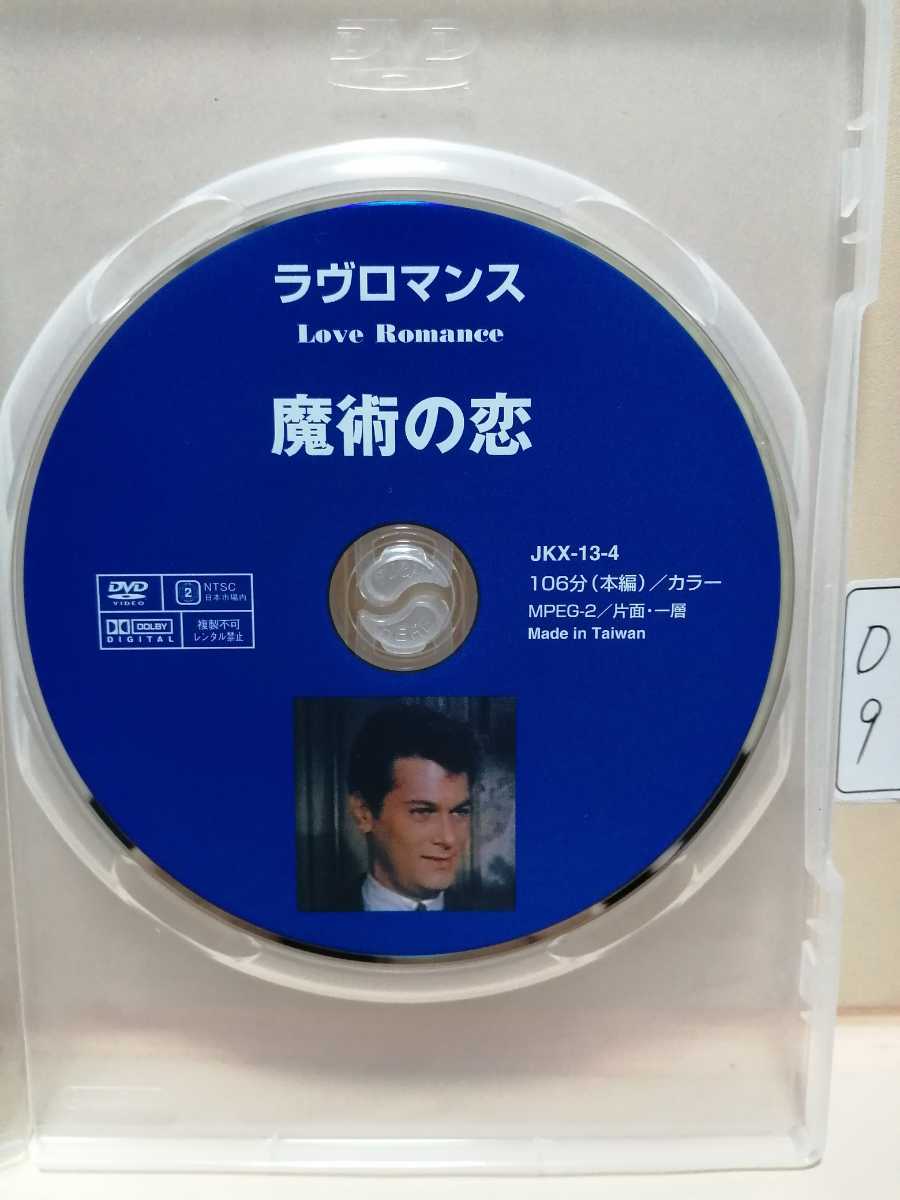 DVD
ラヴロマンス
Love Romance
魔術の恋
DVD
VIDEO
2
NTSC
日本市場内
DOLBY
DIGITAL
複製不可
レンタル禁止
JKX-13-4
106分(本編)／カラー
MPEG-2／片面・一層
Made in Taiwan
D
9